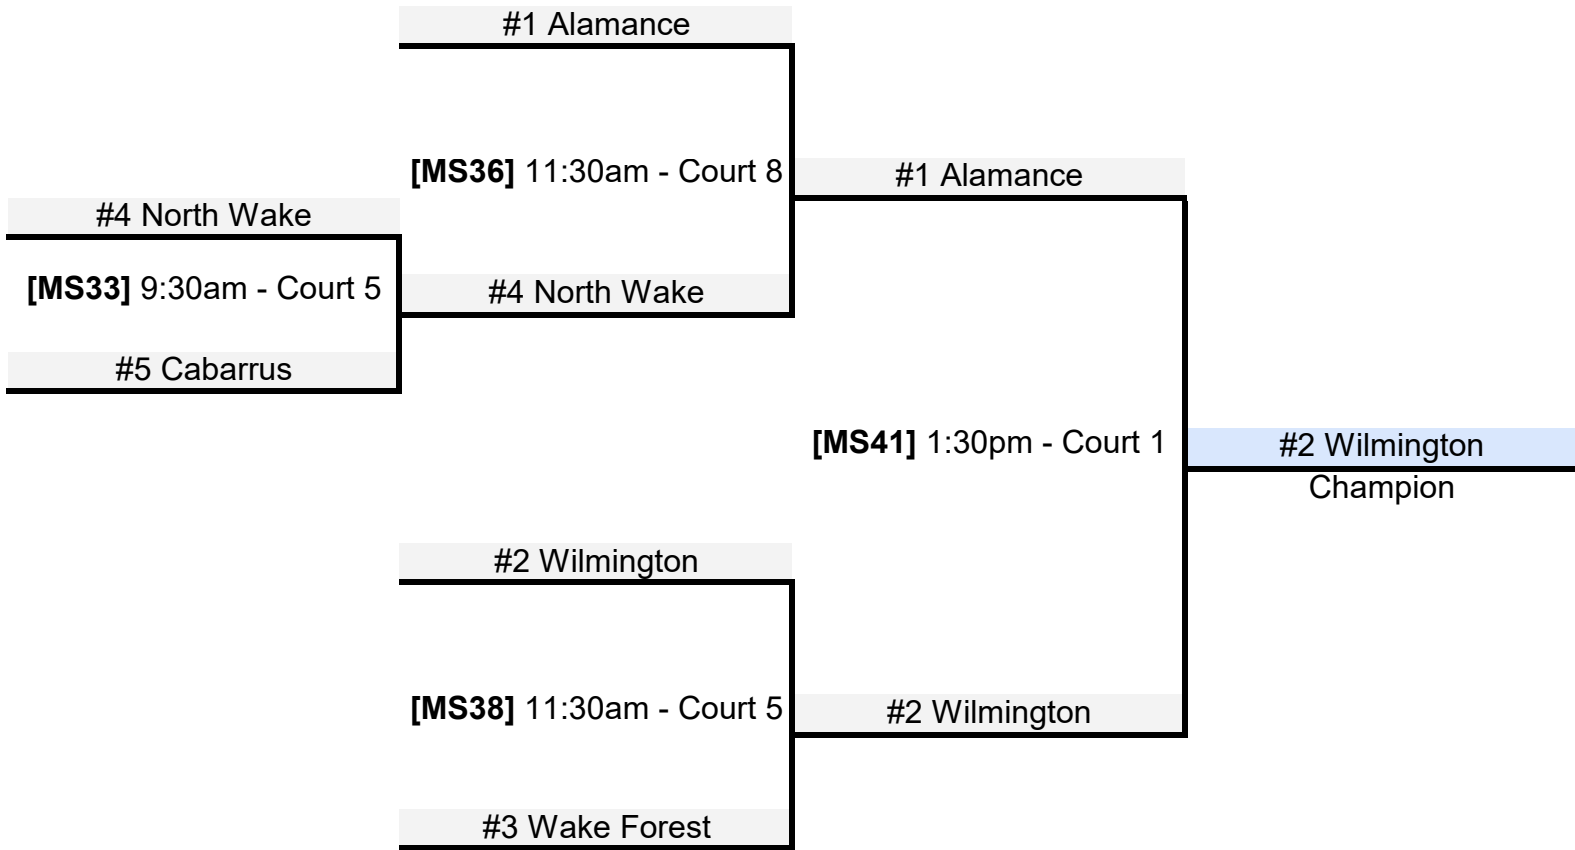 #1 Alamance
[MS36] 11:30am - Court 8
#1 Alamance
#4 North Wake
[MS33] 9:30am - Court 5
#4 North Wake
#5 Cabarrus
[MS41] 1:30pm - Court 1
#2 Wilmington
Champion
#2 Wilmington
[MS38] 11:30am - Court 5
#2 Wilmington
#3 Wake Forest